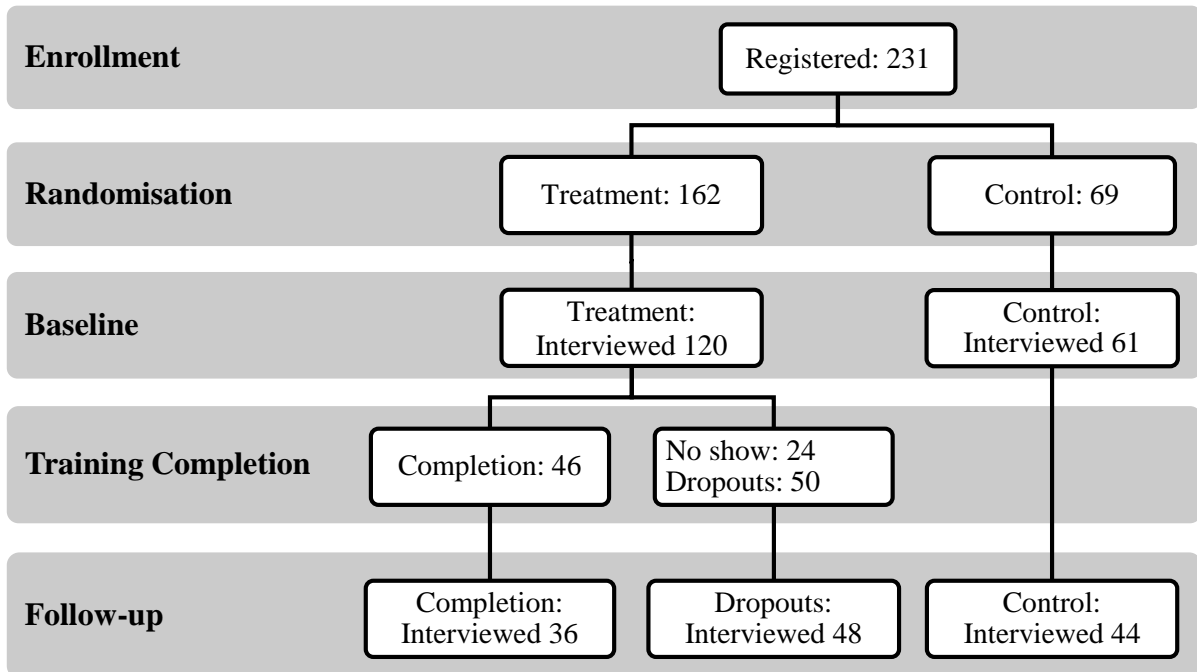 Enrollment
Registered: 231
Randomisation
Treatment: 162
Control: 69
Baseline
Treatment:
Interviewed 120
Control:
Interviewed 61
Training Completion
Completion: 46
No show: 24
Dropouts: 50
Follow-up
Completion:
Interviewed 36
Dropouts:
Interviewed 48
Control:
Interviewed 44